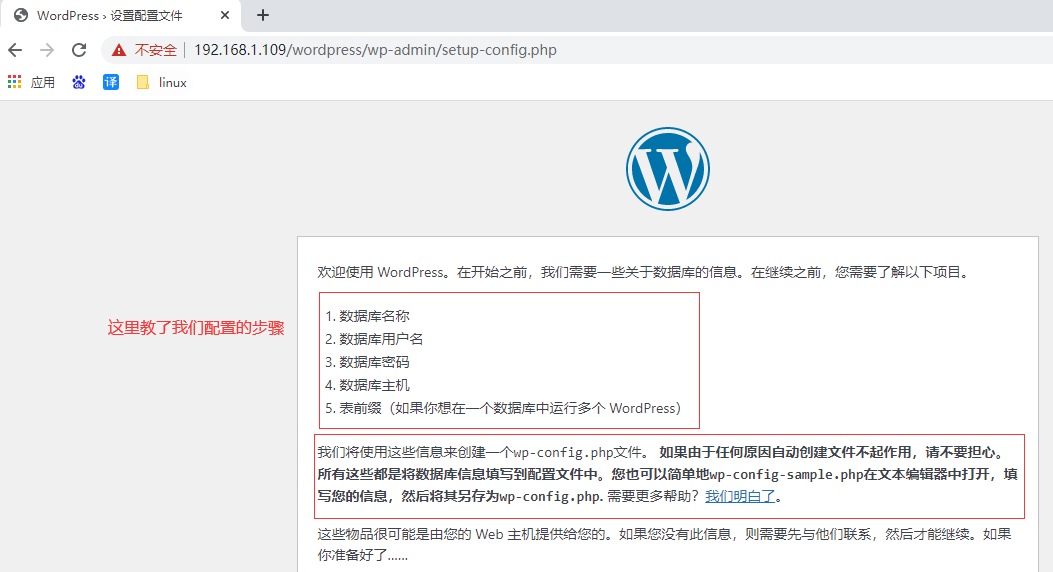 WordPress › 设置配置文件
不安全 | 192.168.1.109/wordpress/wp-admin/setup-config.php
应用 译 linux
欢迎使用 WordPress。在开始之前，我们需要一些关于数据库的信息。在继续之前，您需要了解以下项目。
这里教了我们配置的步骤
1. 数据库名称
2. 数据库用户名
3. 数据库密码
4. 数据库主机
5. 表前缀（如果你想在一个数据库中运行多个 WordPress）
我们将使用这些信息来创建一个wp-config.php文件。 如果由于任何原因自动创建文件不起作用，请不要担心。
所有这些都是将数据库信息填写到配置文件中。您也可以简单地wp-config-sample.php在文本编辑器中打开，填
写您的信息，然后将其另存为wp-config.php. 需要更多帮助？我们明白了。
这些物品很可能是由您的 Web 主机提供给您的。如果您没有此信息，则需要先与他们联系，然后才能继续。如果
你准备好了……